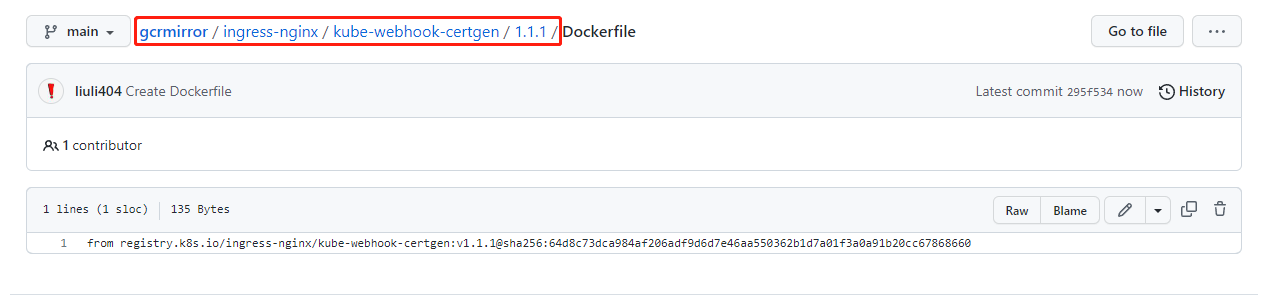 main gcrmirror / ingress-nginx / kube-webhook-certgen / 1.1.1 / Dockerfile Go to file ...
liuli404 Create Dockerfile Latest commit 295f534 now History
1 contributor
1 lines (1 sloc) 135 Bytes Raw Blame
1 from registry.k8s.io/ingress-nginx/kube-webhook-certgen:v1.1.1@sha256:64d8c73dca984af206adf9d6d7e46aa550362b1d7a01f3a0a91b20cc67868660